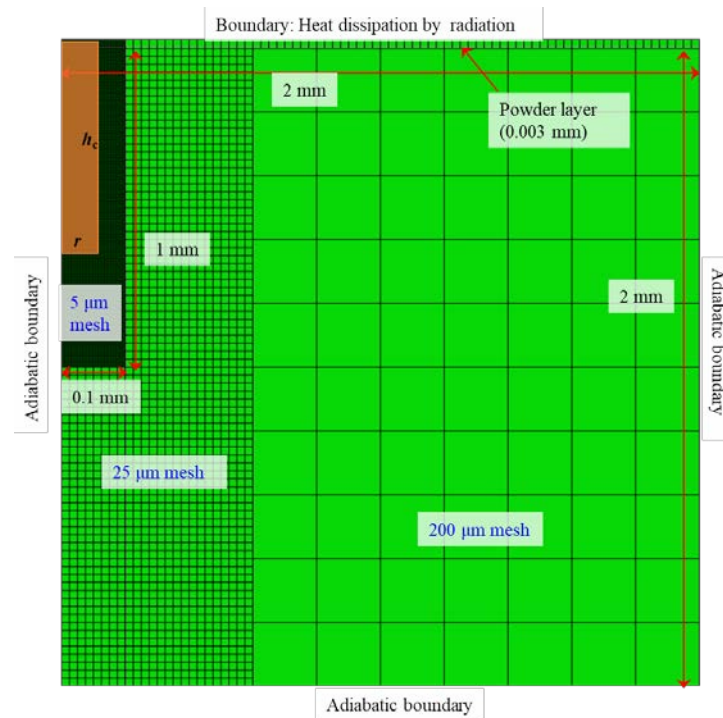 Boundary: Heat dissipation by radiation
2 mm
Powder layer
(0.003 mm)
hc
r
1 mm
2 mm
5 μm
mesh
Adiabatic boundary
Adiabatic boundary
0.1 mm
25 μm mesh
200 μm mesh
Adiabatic boundary